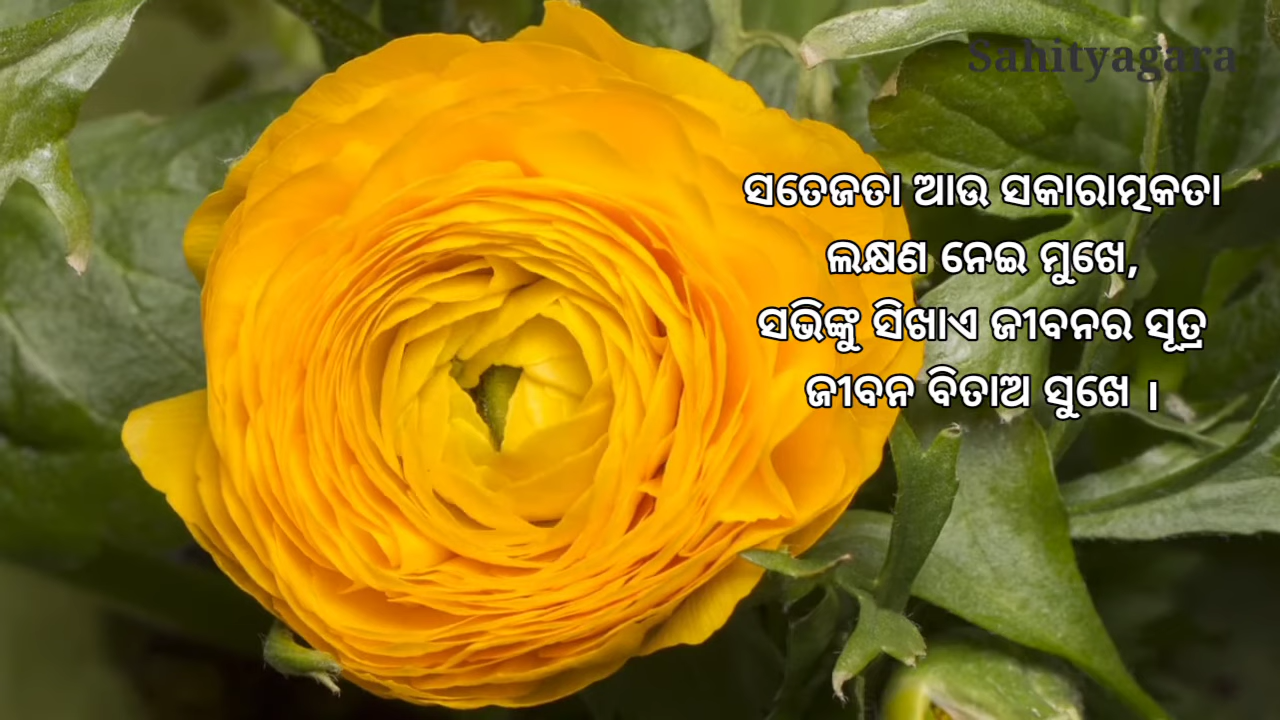 Sahityagara
ସତେଜତା ଆଉ ସକାରାତ୍ମକତା
ଲକ୍ଷଣ ନେଇ ମୁଖେ,
ସଭିଙ୍କୁ ସିଖାଏ ଜୀବନର ସୂତ୍ର
ଜୀବନ ବିତାଅ ସୁଖେ ।